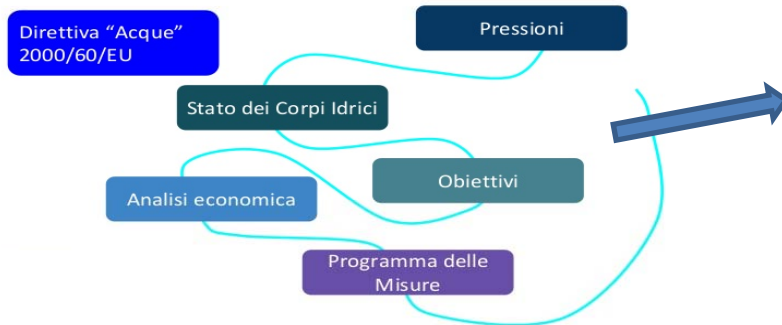 Direttiva “Acque”
2000/60/EU
Pressioni
Stato dei Corpi Idrici
Obiettivi
Analisi economica
Programma delle
Misure